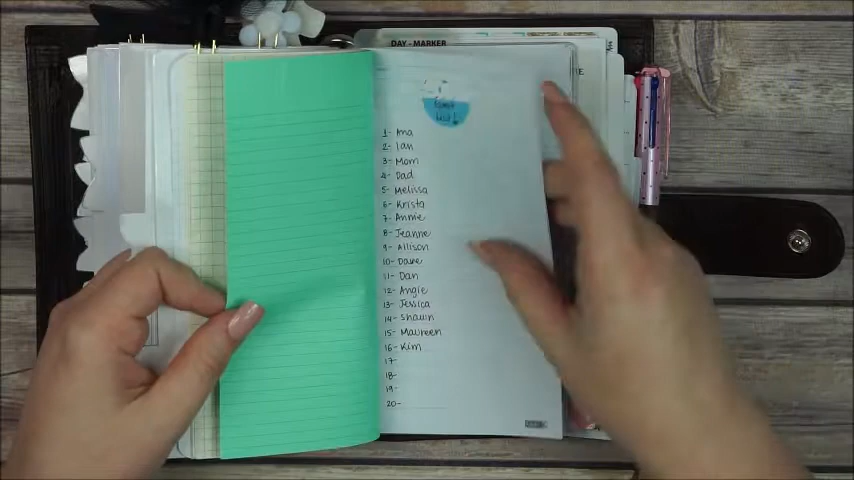 DAY-MARKER
1- Ana
2- Ian
3- Mom
4- Dad
5- Melissa
6- Krista
7- Annie
8- Jeanne
9- Allison
10- Dave
11- Dan
12- Angie
13- Jessica
14- Shawn
15- Maureen
16- Kim
17-
18-
19-
20-